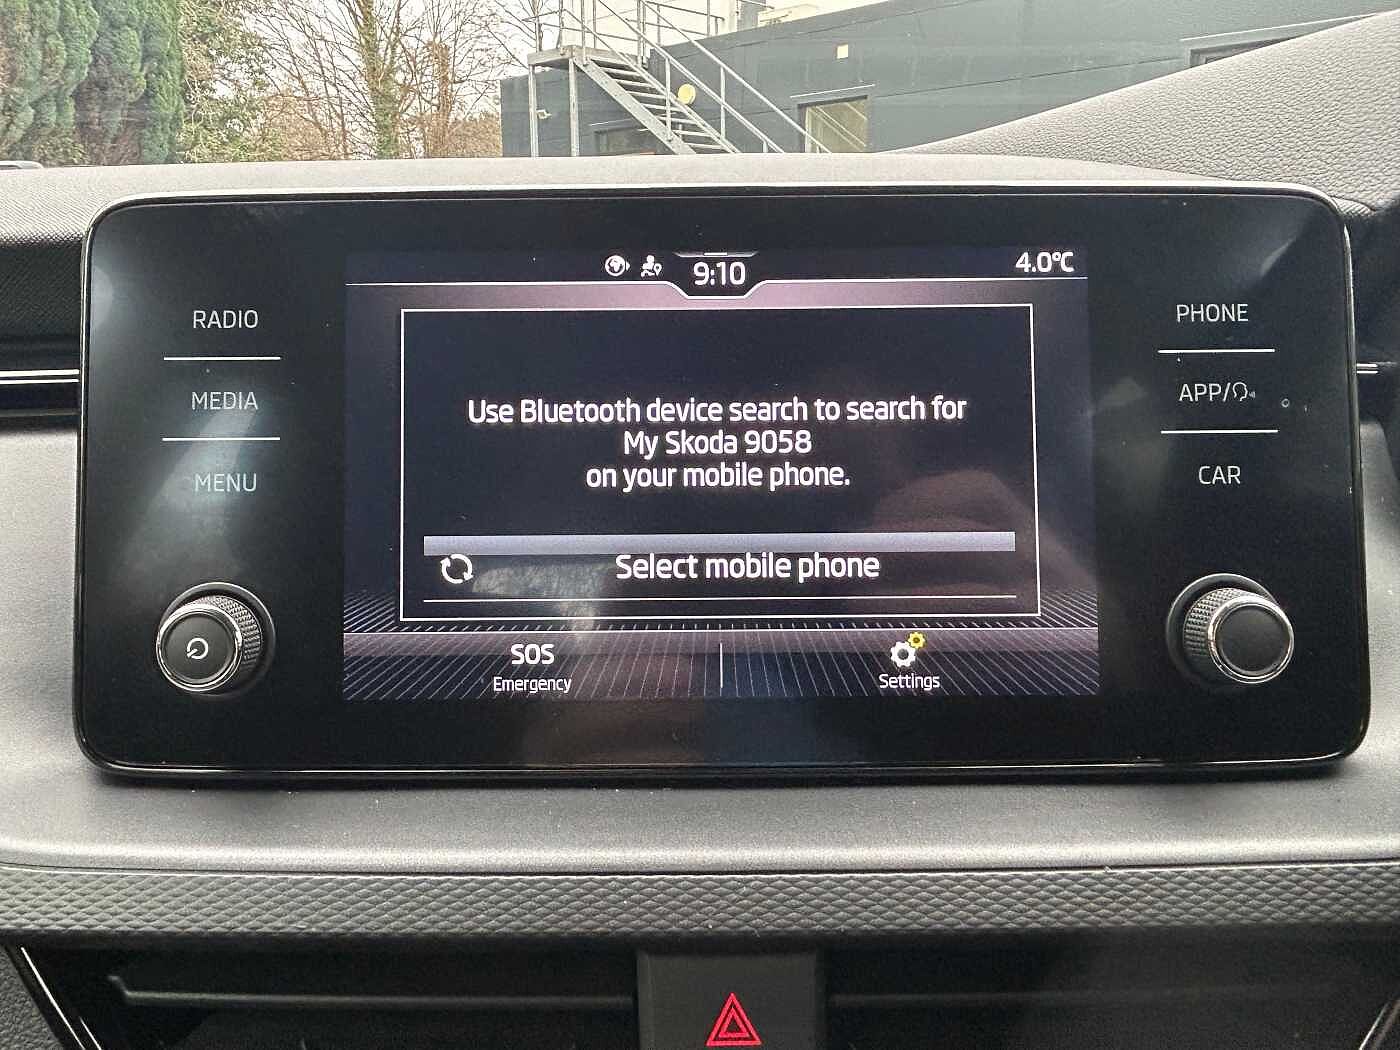 9:10
4.0°C
RADIO
MEDIA
MENU
Use Bluetooth device search to search for
My Skoda 9058
on your mobile phone.
Select mobile phone
SOS
Emergency
Settings
PHONE
APP/
CAR